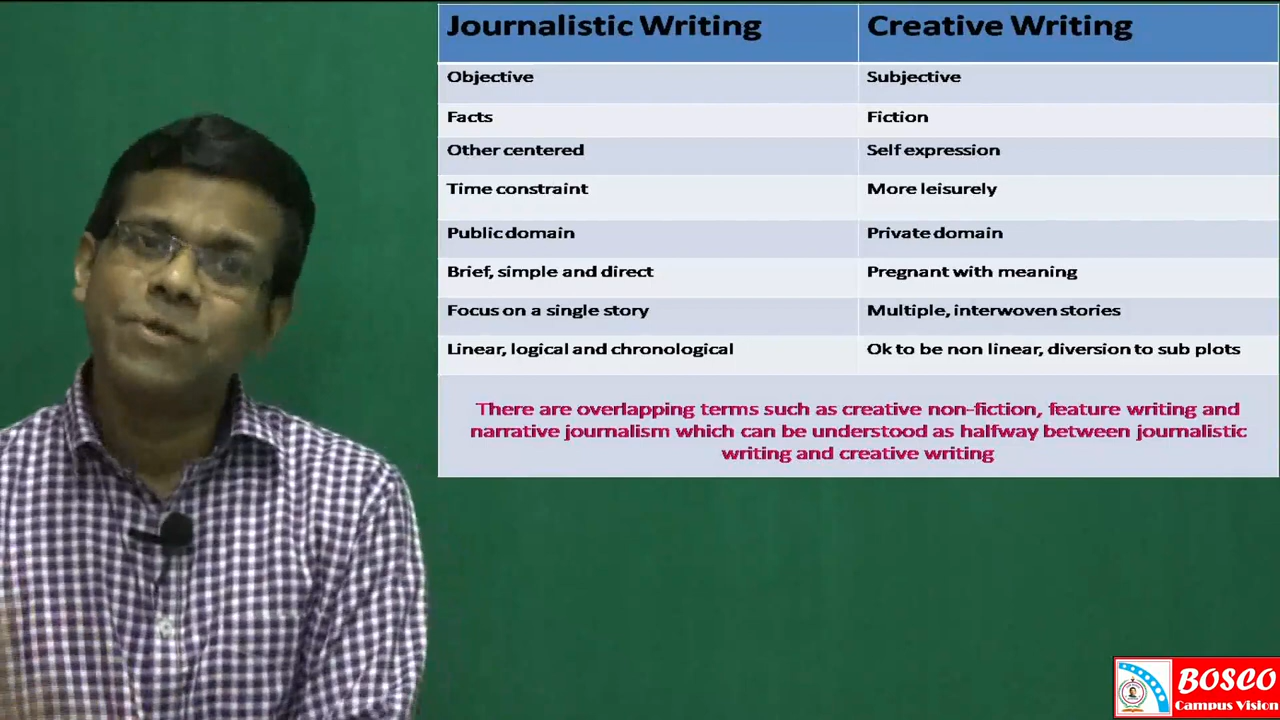 Journalistic Writing Creative Writing
Objective Subjective
Facts Fiction
Other centered Self expression
Time constraint More leisurely
Public domain Private domain
Brief, simple and direct Pregnant with meaning
Focus on a single story Multiple, interwoven stories
Linear, logical and chronological Ok to be non linear, diversion to sub plots
There are overlapping terms such as creative non-fiction, feature writing and
narrative journalism which can be understood as halfway between journalistic
writing and creative writing
BOSCO
Campus Vision